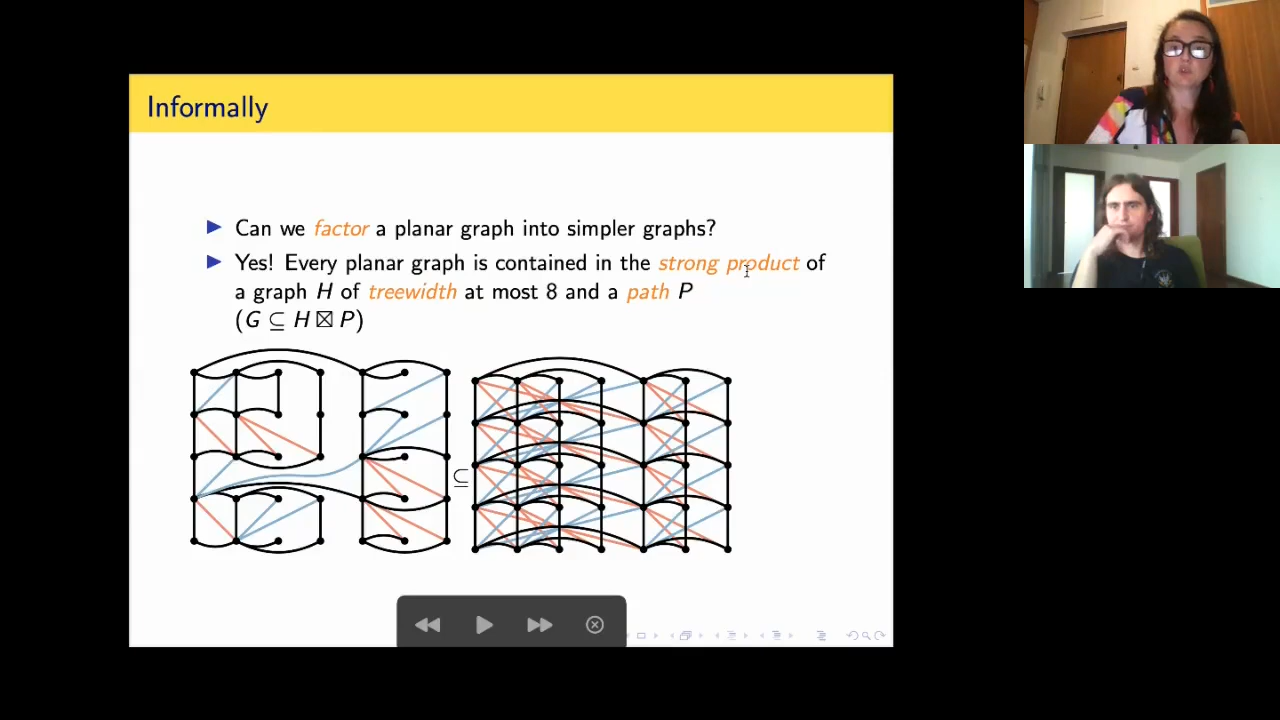 Informally
Can we factor a planar graph into simpler graphs?
Yes! Every planar graph is contained in the strong product of
a graph H of treewidth at most 8 and a path P
(G ⊆ H ⊠ P)
⊆